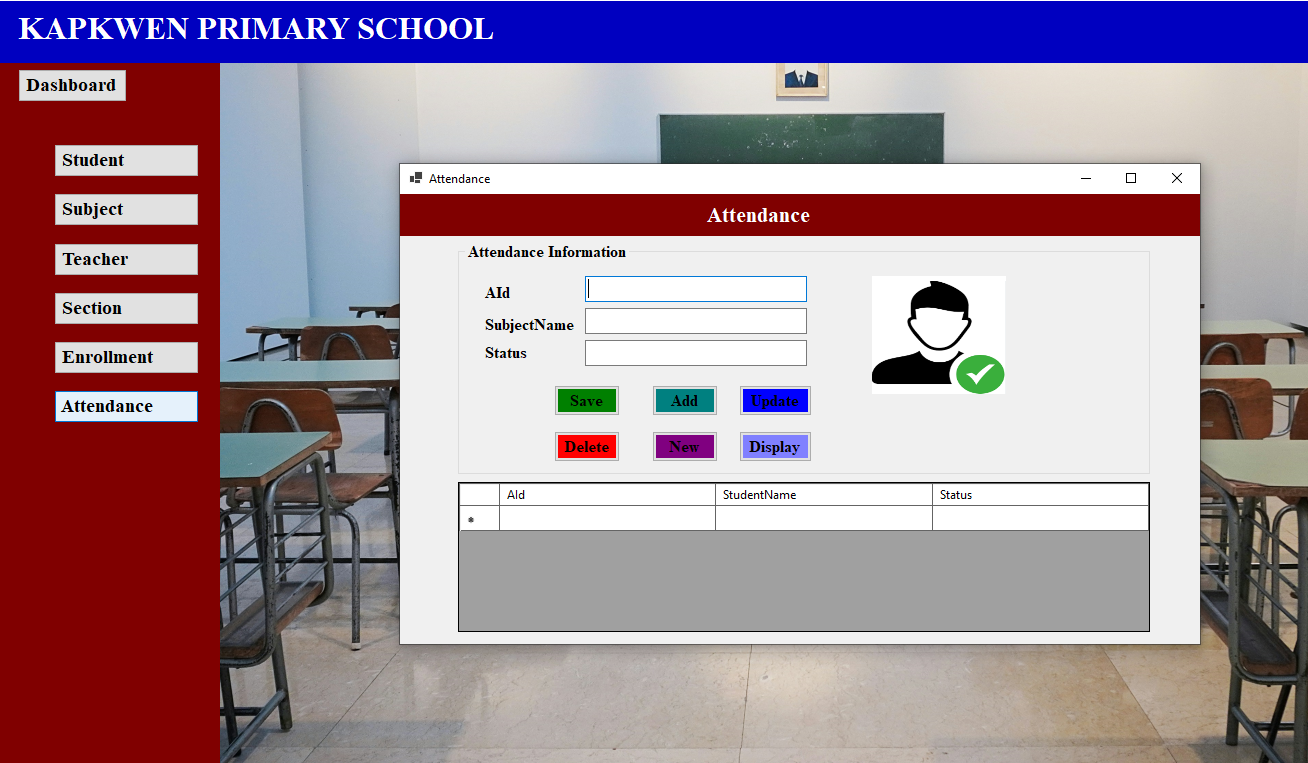 KAPKWEN PRIMARY SCHOOL
Dashboard
Student
Subject
Teacher
Section
Enrollment
Attendance
Attendance
Attendance
Attendance Information
AId
SubjectName
Status
Save Add Update
Delete New Display
AId StudentName Status
*